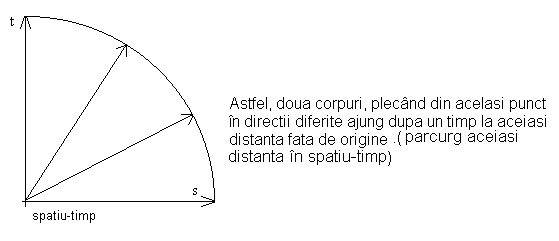 t
Astfel, doua corpuri, plecând din acelasi punct
în directii diferite ajung dupa un timp la aceiasi
distanta fata de origine .( parcurg aceiasi
distanta în spatiu-timp)
s
spatiu-timp